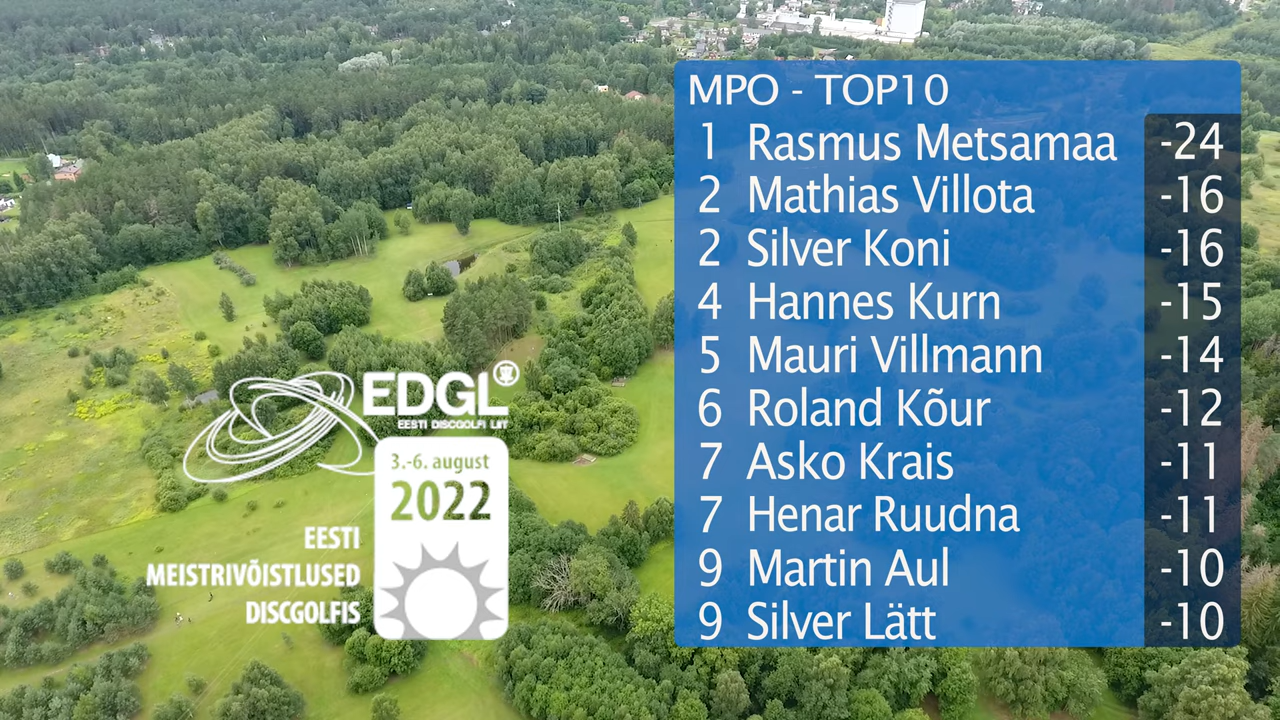 MPO - TOP10
1 Rasmus Metsamaa -24
2 Mathias Villota -16
2 Silver Koni -16
4 Hannes Kurn -15
5 Mauri Villmann -14
6 Roland Kõur -12
7 Asko Krais -11
7 Henar Ruudna -11
9 Martin Aul -10
9 Silver Lätt -10
EDGL
EESTI DISCGOLFI LIIT
3.-6. august
2022
EESTI
MEISTRIVÕISTLUSED
DISCGOLFIS